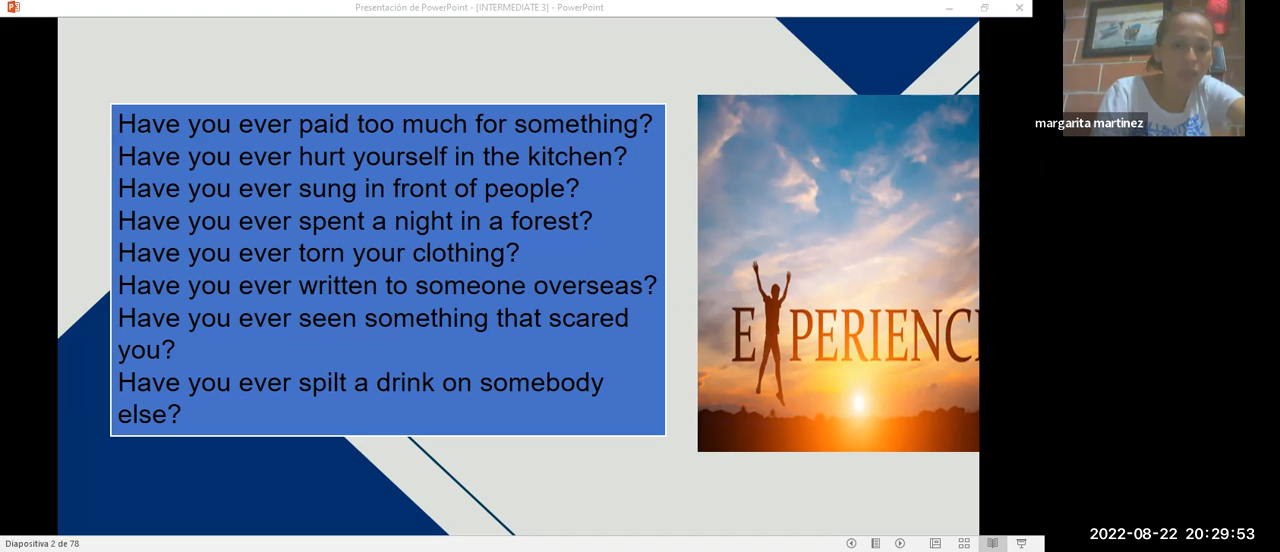 Presentación de PowerPoint - [INTERMEDIATE 3] - PowerPoint
margarita martinez
Have you ever paid too much for something?
Have you ever hurt yourself in the kitchen?
Have you ever sung in front of people?
Have you ever spent a night in a forest?
Have you ever torn your clothing?
Have you ever written to someone overseas?
Have you ever seen something that scared
you?
Have you ever spilt a drink on somebody
else?
EXPERIENC
Diapositiva 2 de 78
2022-08-22 20:29:53